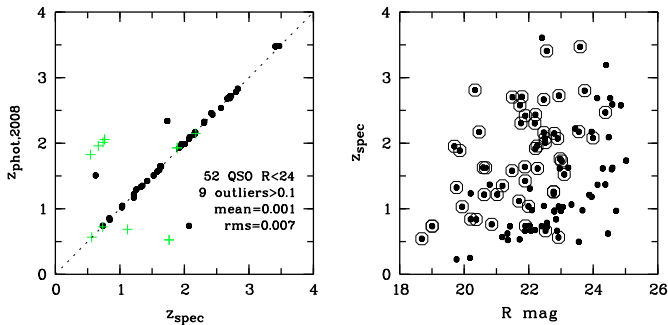 4
3
2
1
0
z_phot,2008
52 QSO R<24
9 outliers>0.1
mean=0.001
rms=0.007
0 1 2 3 4
z_spec
4
3
2
1
0
z_spec
18 20 22 24 26
R mag